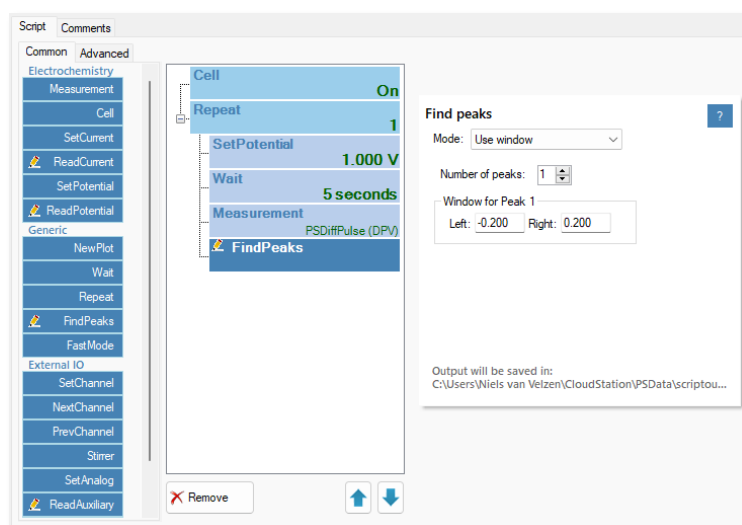 Script Comments
Common Advanced
Electrochemistry
Measurement
Cell
SetCurrent
ReadCurrent
SetPotential
ReadPotential
Generic
NewPlot
Wait
Repeat
FindPeaks
FastMode
External IO
SetChannel
NextChannel
PrevChannel
Stirrer
SetAnalog
ReadAuxiliary
Cell
On
Repeat
1
SetPotential
1.000 V
Wait
5 seconds
Measurement
PSDiffPulse (DPV)
FindPeaks
Remove
Find peaks
?
Mode: Use window
Number of peaks: 1
Window for Peak 1
Left: -0.200 Right: 0.200
Output will be saved in:
C:\Users\Niels van Velzen\CloudStation\PSData\scriptou...